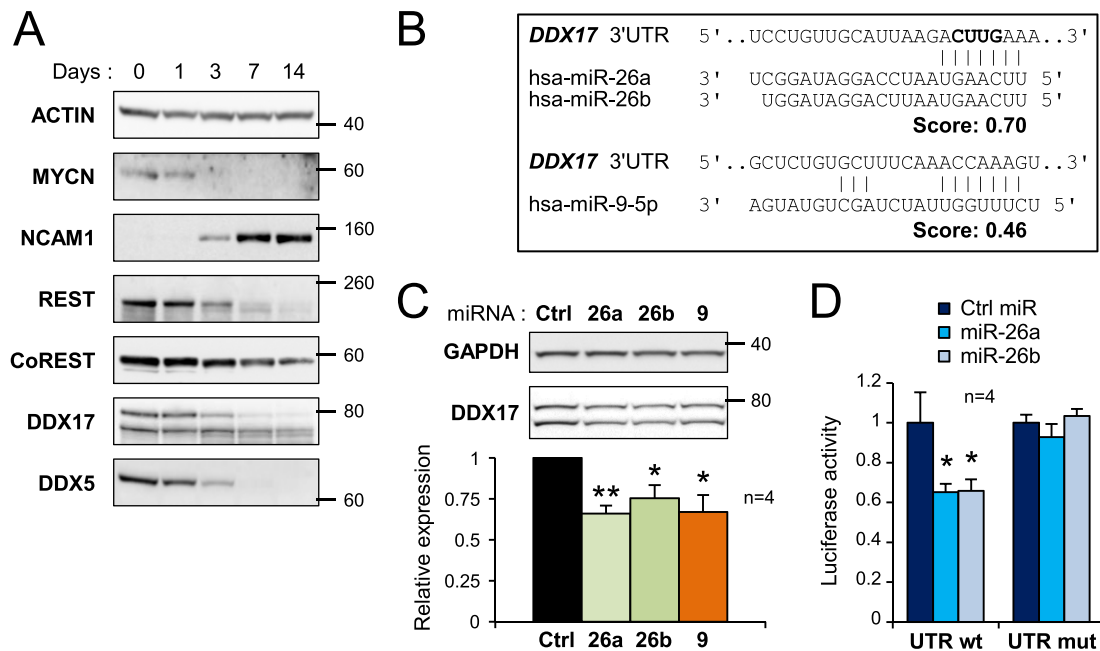 A
Days : 0 1 3 7 14
ACTIN
40
MYCN
60
NCAM1
160
REST
260
CoREST
60
DDX17
80
DDX5
60
B
DDX17 3'UTR 5'..UCCUGUUGCAUUAAGACUUGAAA..3'
hsa-miR-26a 3' UCGGAUAGGACCUAAUGAACUU 5'
hsa-miR-26b 3' UGGAUAGGACUUAAUGAACUU 5'
Score: 0.70
DDX17 3'UTR 5'..GCUCUGUGCUUUCAAACCAAAGU..3'
hsa-miR-9-5p 3' AGUAUGUCGAUCUAUUGGUUUCU 5'
Score: 0.46
C
miRNA : Ctrl 26a 26b 9
GAPDH
40
DDX17
80
Relative expression
1
0.75
0.5
0.25
0
**
*
*
n=4
Ctrl 26a 26b 9
D
Ctrl miR
miR-26a
miR-26b
Luciferase activity
1.2
1
0.8
0.6
0.4
0.2
0
n=4
* *
UTR wt UTR mut